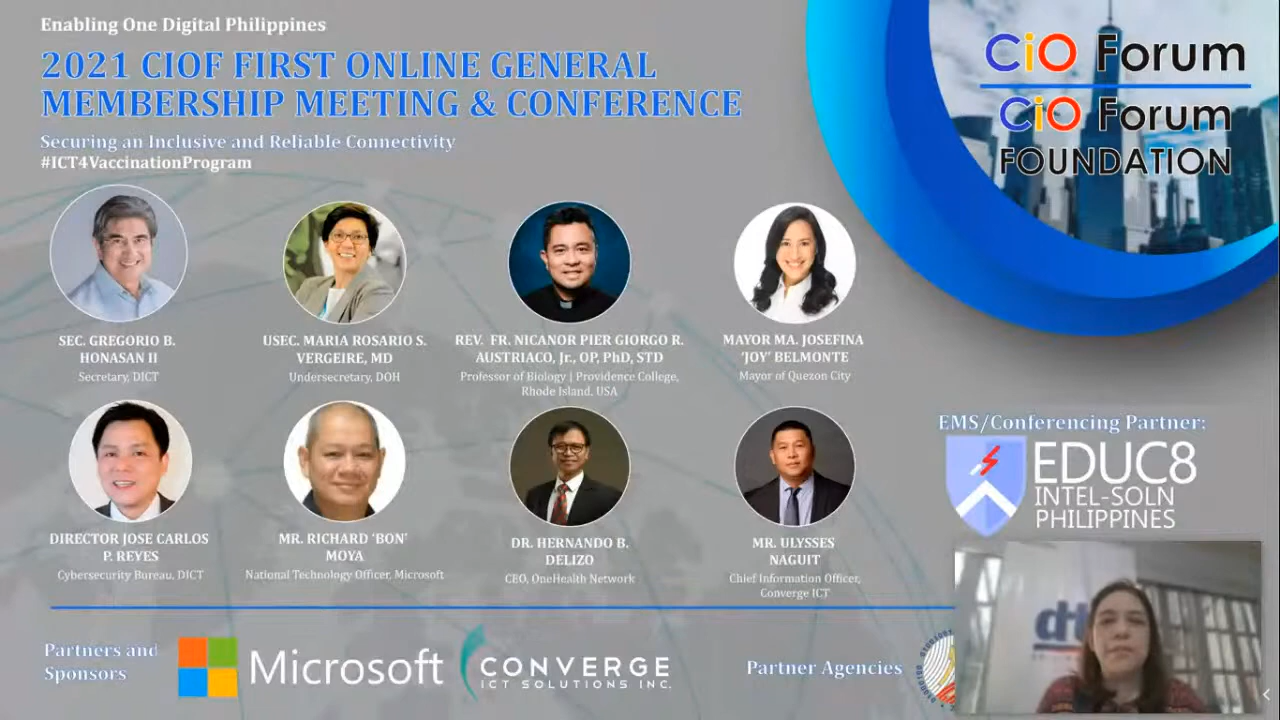 Enabling One Digital Philippines
2021 CIOF FIRST ONLINE GENERAL
MEMBERSHIP MEETING & CONFERENCE
Securing an Inclusive and Reliable Connectivity
#ICT4VaccinationProgram
CiO Forum
CiO Forum
FOUNDATION
SEC. GREGORIO B.
HONASAN II
Secretary, DICT
USEC. MARIA ROSARIO S.
VERGEIRE, MD
Undersecretary, DOH
REV. FR. NICANOR PIER GIORGO R.
AUSTRIACO, Jr., OP, PhD, STD
Professor of Biology | Providence College,
Rhode Island, USA
MAYOR MA. JOSEFINA
‘JOY’ BELMONTE
Mayor of Quezon City
DIRECTOR JOSE CARLOS
P. REYES
Cybersecurity Bureau, DICT
MR. RICHARD ‘BON’
MOYA
National Technology Officer, Microsoft
DR. HERNANDO B.
DELIZO
CEO, OneHealth Network
MR. ULYSSES
NAGUIT
Chief Information Officer,
Converge ICT
EMS/Conferencing Partner:
EDUC8
INTEL-SOLN
PHILIPPINES
Partners and
Sponsors
Microsoft
CONVERGE
ICT SOLUTIONS INC.
Partner Agencies